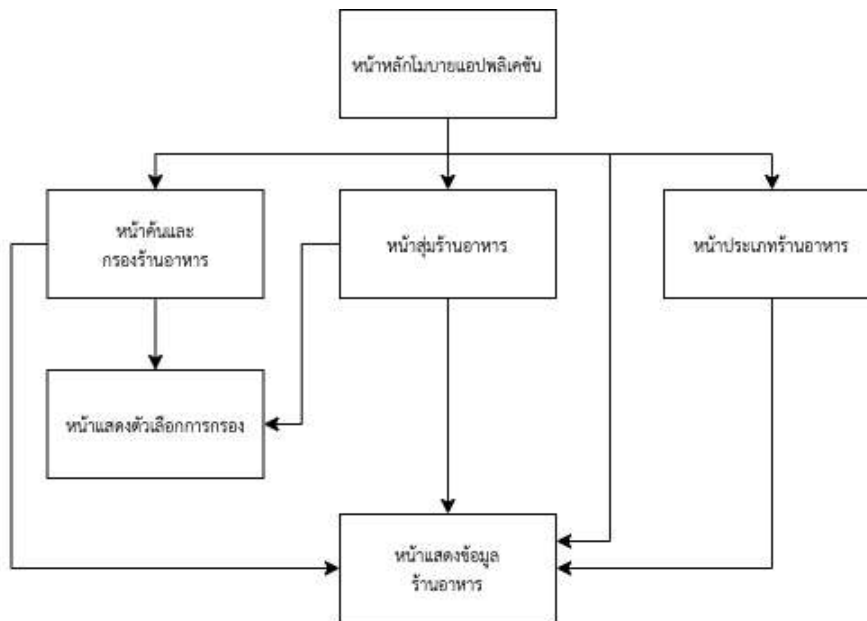 หน้าหลักโมบายแอปพลิเคชัน
หน้าค้นและ
กรองร้านอาหาร
หน้าสุ่มร้านอาหาร
หน้าประเภทร้านอาหาร
หน้าแสดงตัวเลือกการกรอง
หน้าแสดงข้อมูล
ร้านอาหาร